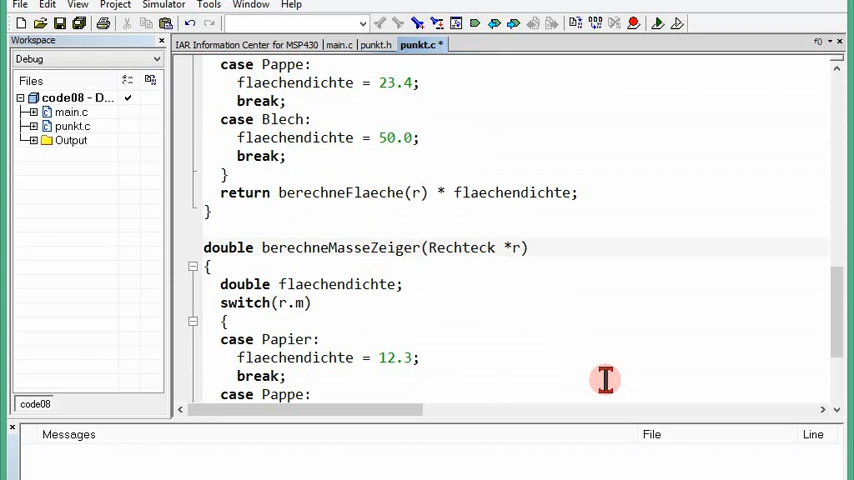 File Edit View Project Simulator Tools Window Help
Workspace
Debug
Files
code08 - D...
main.c
punkt.c
Output
code08
IAR Information Center for MSP430 main.c punkt.h punkt.c *
f0
case Pappe:
flaechendichte = 23.4;
break;
case Blech:
flaechendichte = 50.0;
break;
}
return berechneFlaeche(r) * flaechendichte;
}
double berechneMasseZeiger(Rechteck *r)
{
double flaechendichte;
switch(r.m)
{
case Papier:
flaechendichte = 12.3;
break;
case Pappe:
Messages File Line